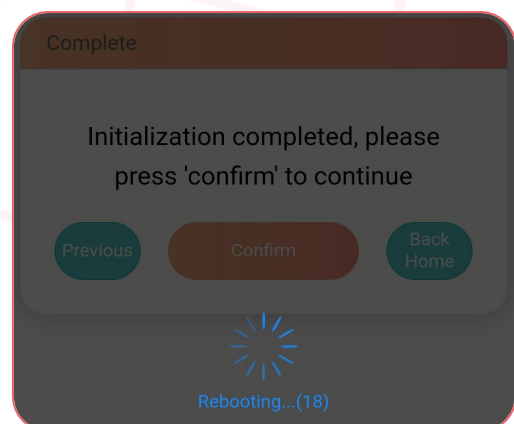 Complete
Initialization completed, please
press 'confirm' to continue
Previous
Confirm
Back
Home
Rebooting...(18)